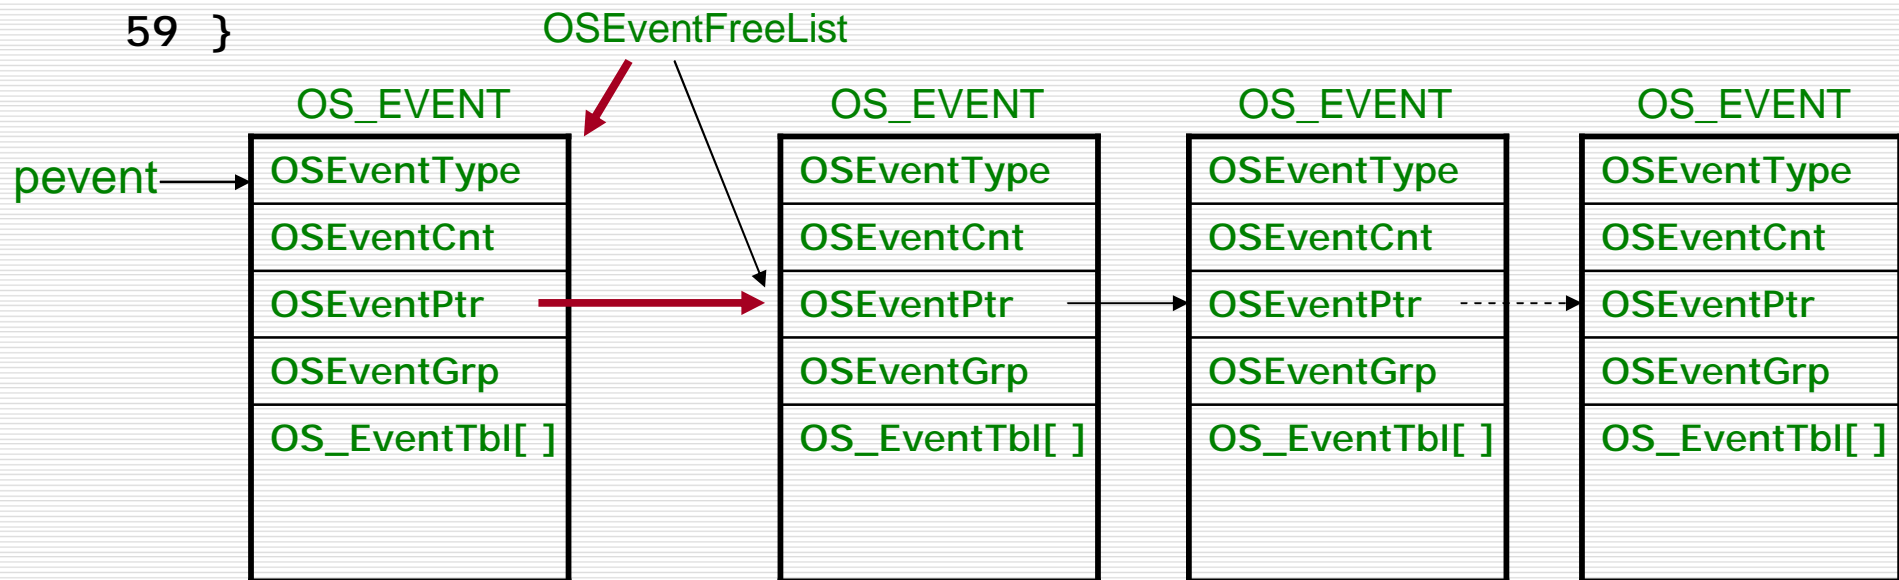 59 }
OSEventFreeList
OS_EVENT OS_EVENT OS_EVENT OS_EVENT
pevent OSEventType OSEventType OSEventType OSEventType
OSEventCnt OSEventCnt OSEventCnt OSEventCnt
OSEventPtr OSEventPtr OSEventPtr OSEventPtr
OSEventGrp OSEventGrp OSEventGrp OSEventGrp
OS_EventTbl[ ] OS_EventTbl[ ] OS_EventTbl[ ] OS_EventTbl[ ]